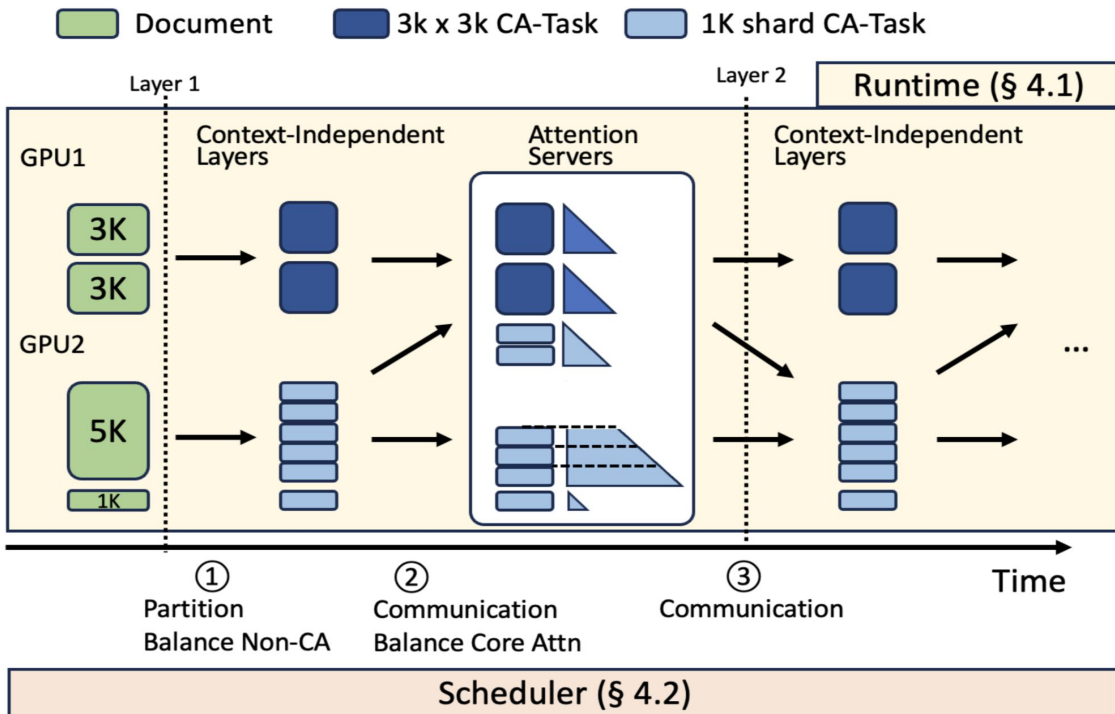 Document
3k x 3k CA-Task
1K shard CA-Task
Layer 1
Layer 2
Runtime (§ 4.1)
GPU1
Context-Independent
Layers
Attention
Servers
Context-Independent
Layers
3K
3K
GPU2
5K
1K
...
①
②
③
Time
Partition
Balance Non-CA
Communication
Balance Core Attn
Communication
Scheduler (§ 4.2)